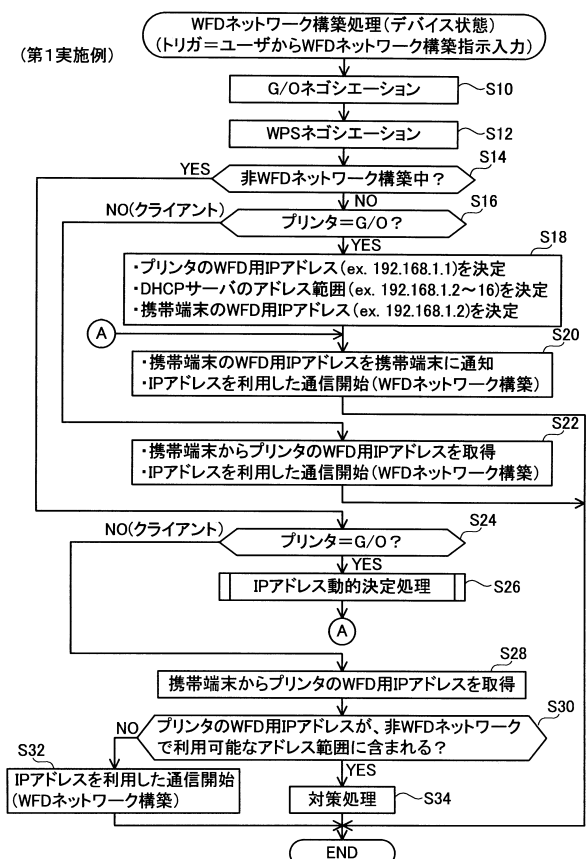 (第1実施例)
WFDネットワーク構築処理(デバイス状態)
(トリガ=ユーザからWFDネットワーク構築指示入力)
G/Oネゴシエーション
S10
WPSネゴシエーション
S12
S14
YES
非WFDネットワーク構築中?
NO
S16
NO(クライアント)
プリンタ=G/O?
YES
S18
・プリンタのWFD用IPアドレス(ex. 192.168.1.1)を決定
・DHCPサーバのアドレス範囲(ex. 192.168.1.2~16)を決定
・携帯端末のWFD用IPアドレス(ex. 192.168.1.2)を決定
A
S20
・携帯端末のWFD用IPアドレスを携帯端末に通知
・IPアドレスを利用した通信開始(WFDネットワーク構築)
S22
・携帯端末からプリンタのWFD用IPアドレスを取得
・IPアドレスを利用した通信開始(WFDネットワーク構築)
S24
NO(クライアント)
プリンタ=G/O?
YES
IPアドレス動的決定処理
S26
A
S28
携帯端末からプリンタのWFD用IPアドレスを取得
S30
プリンタのWFD用IPアドレスが、非WFDネットワーク
で利用可能なアドレス範囲に含まれる?
NO
S32
YES
IPアドレスを利用した通信開始
(WFDネットワーク構築)
対策処理
S34
END